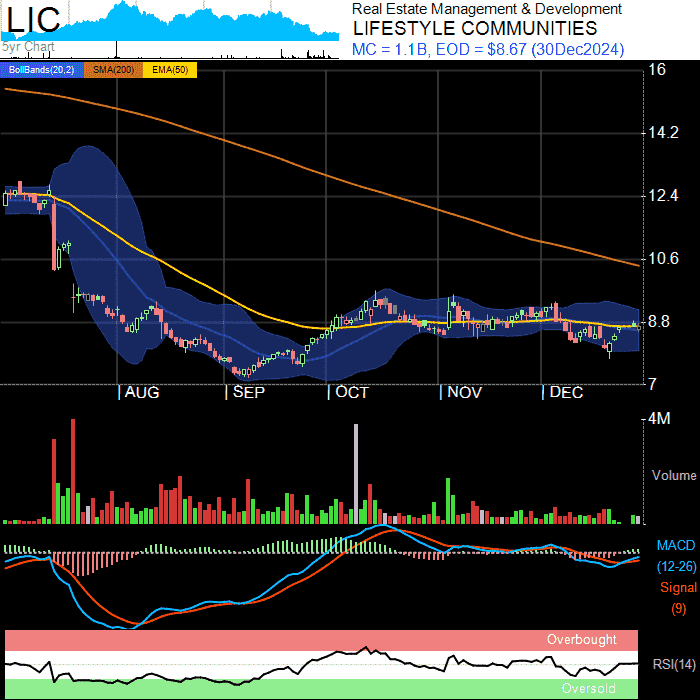 LIC
5yr Chart
Real Estate Management & Development
LIFESTYLE COMMUNITIES
MC = 1.1B, EOD = $8.67 (30Dec2024)
BollBands(20,2) SMA(200) EMA(50)
16
14.2
12.4
10.6
8.8
7
AUG SEP OCT NOV DEC
4M
Volume
MACD
(12-26)
Signal
(9)
Overbought
RSI(14)
Oversold